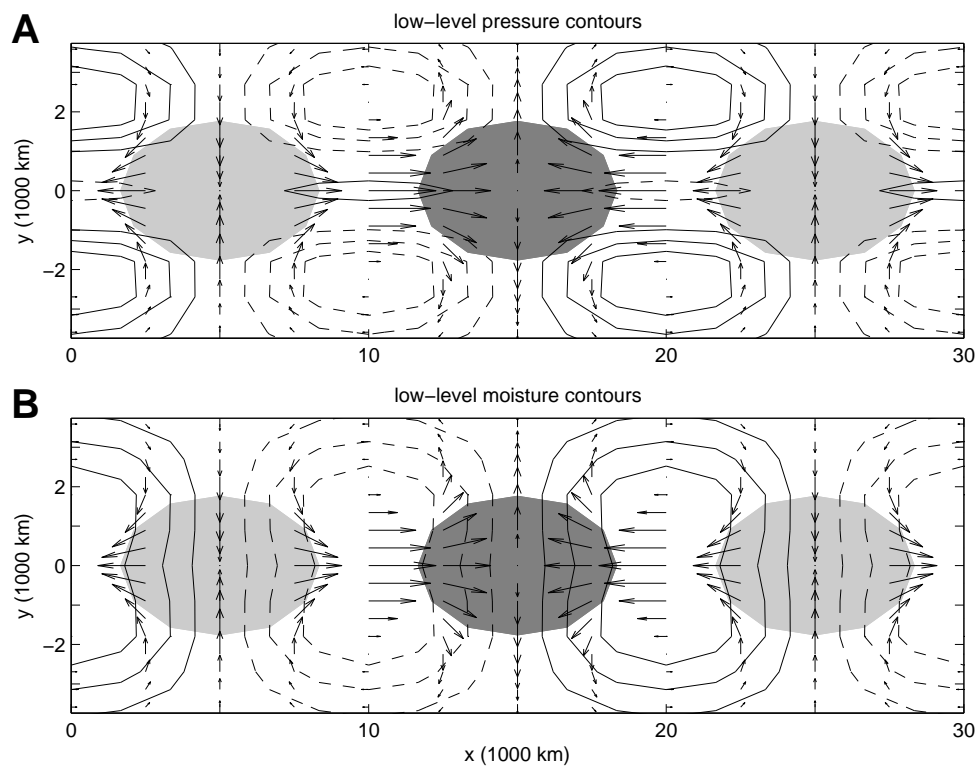 A
low−level pressure contours
y (1000 km)
2
0
−2
0
10
20
30
B
low−level moisture contours
y (1000 km)
2
0
−2
0
10
20
30
x (1000 km)